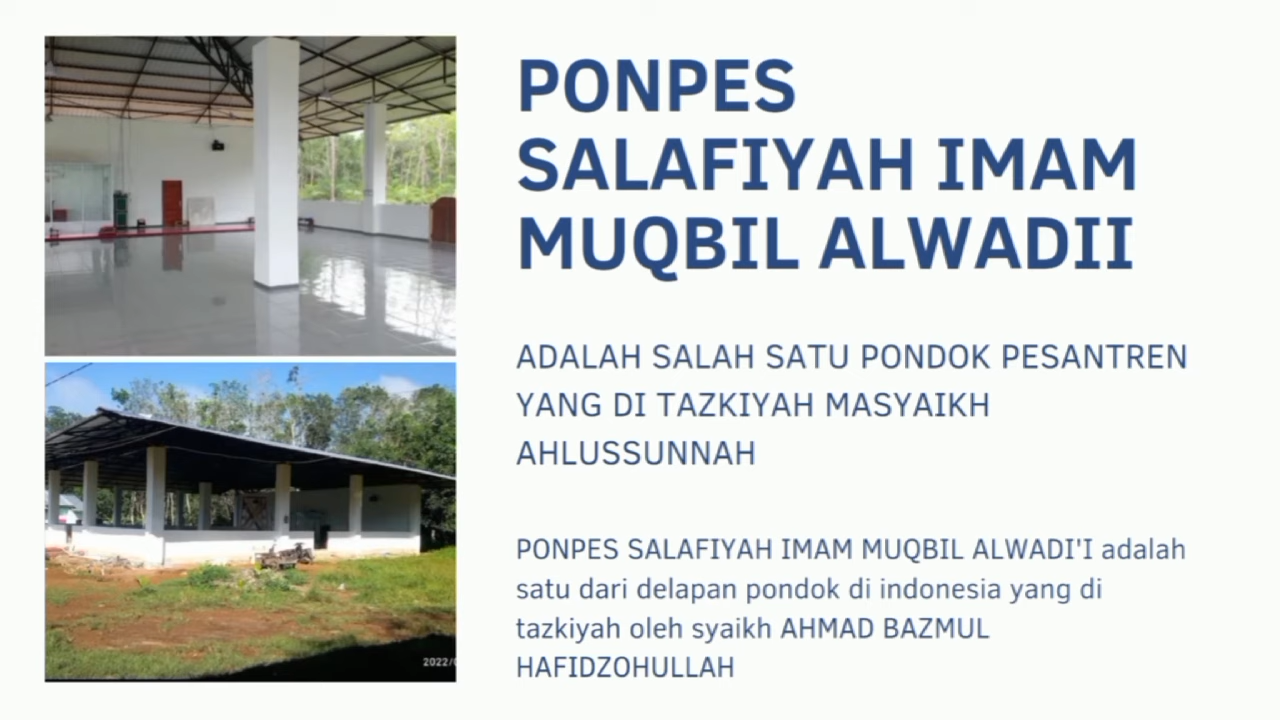 PONPES
SALAFIYAH IMAM
MUQBIL ALWADII
ADALAH SALAH SATU PONDOK PESANTREN
YANG DI TAZKIYAH MASYAIKH
AHLUSSUNNAH
PONPES SALAFIYAH IMAM MUQBIL ALWADI'I adalah
satu dari delapan pondok di indonesia yang di
tazkiyah oleh syaikh AHMAD BAZMUL
HAFIDZOHULLAH
2022/